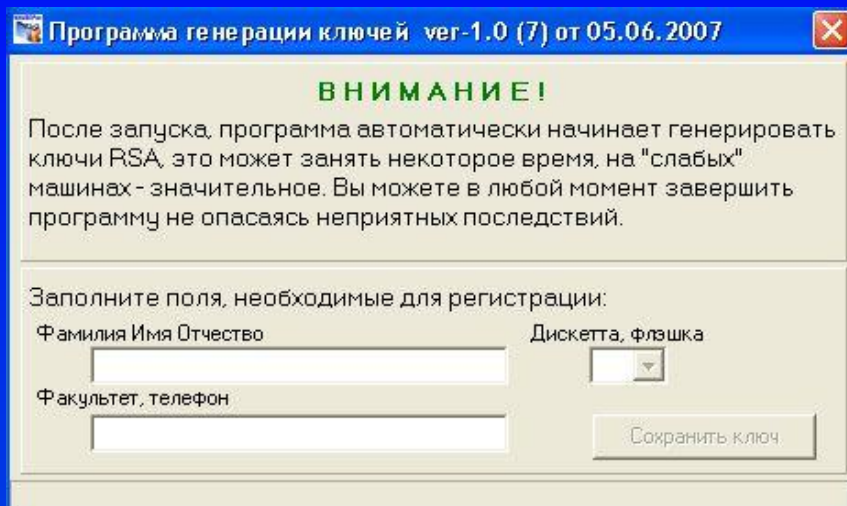 Программа генерации ключей ver-1.0 (7) от 05.06.2007
ВНИМАНИЕ!
После запуска, программа автоматически начинает генерировать
ключи RSA, это может занять некоторое время, на "слабых"
машинах - значительное. Вы можете в любой момент завершить
программу не опасаясь неприятных последствий.
Заполните поля, необходимые для регистрации:
Фамилия Имя Отчество
Дискетта, флэшка
Факультет, телефон
Сохранить ключ